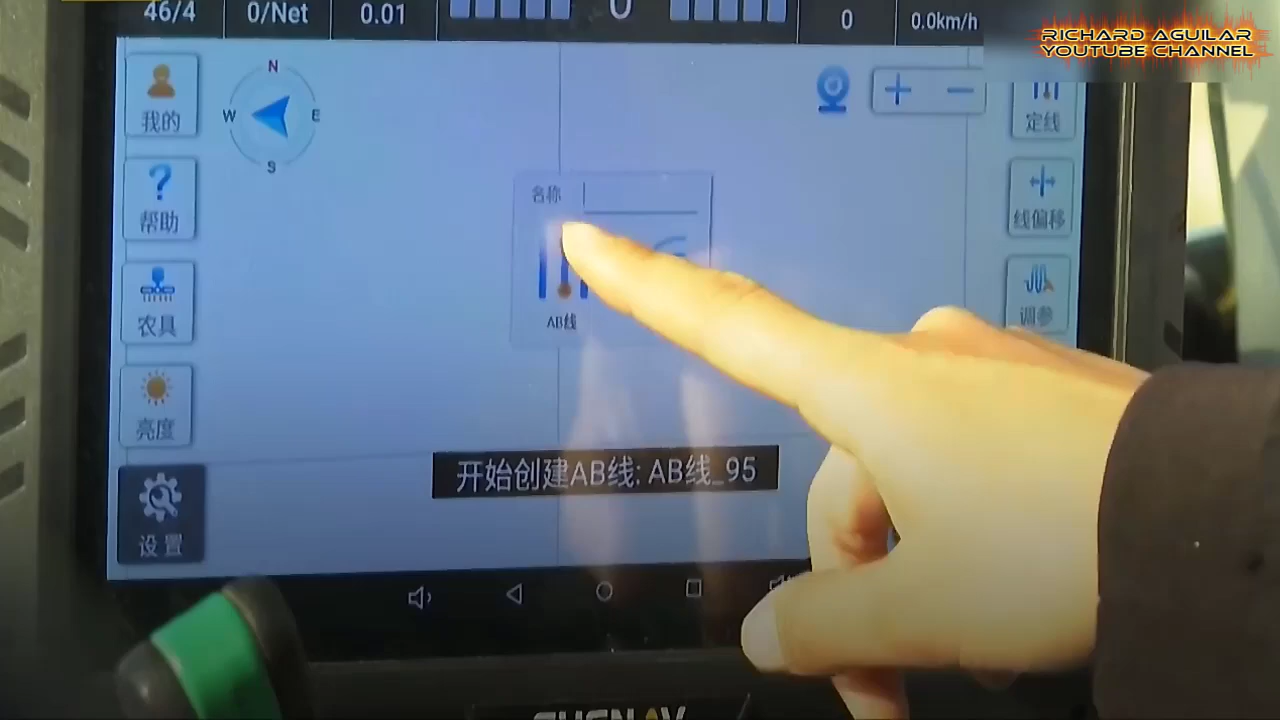 46/4
0/Net
0.01
0
0
0.0km/h
RICHARD AGUILAR
YOUTUBE CHANNEL
我的
N
W
E
S
定线
帮助
名称
线偏移
农具
AB线
调参
亮度
开始创建AB线: AB线_95
设置